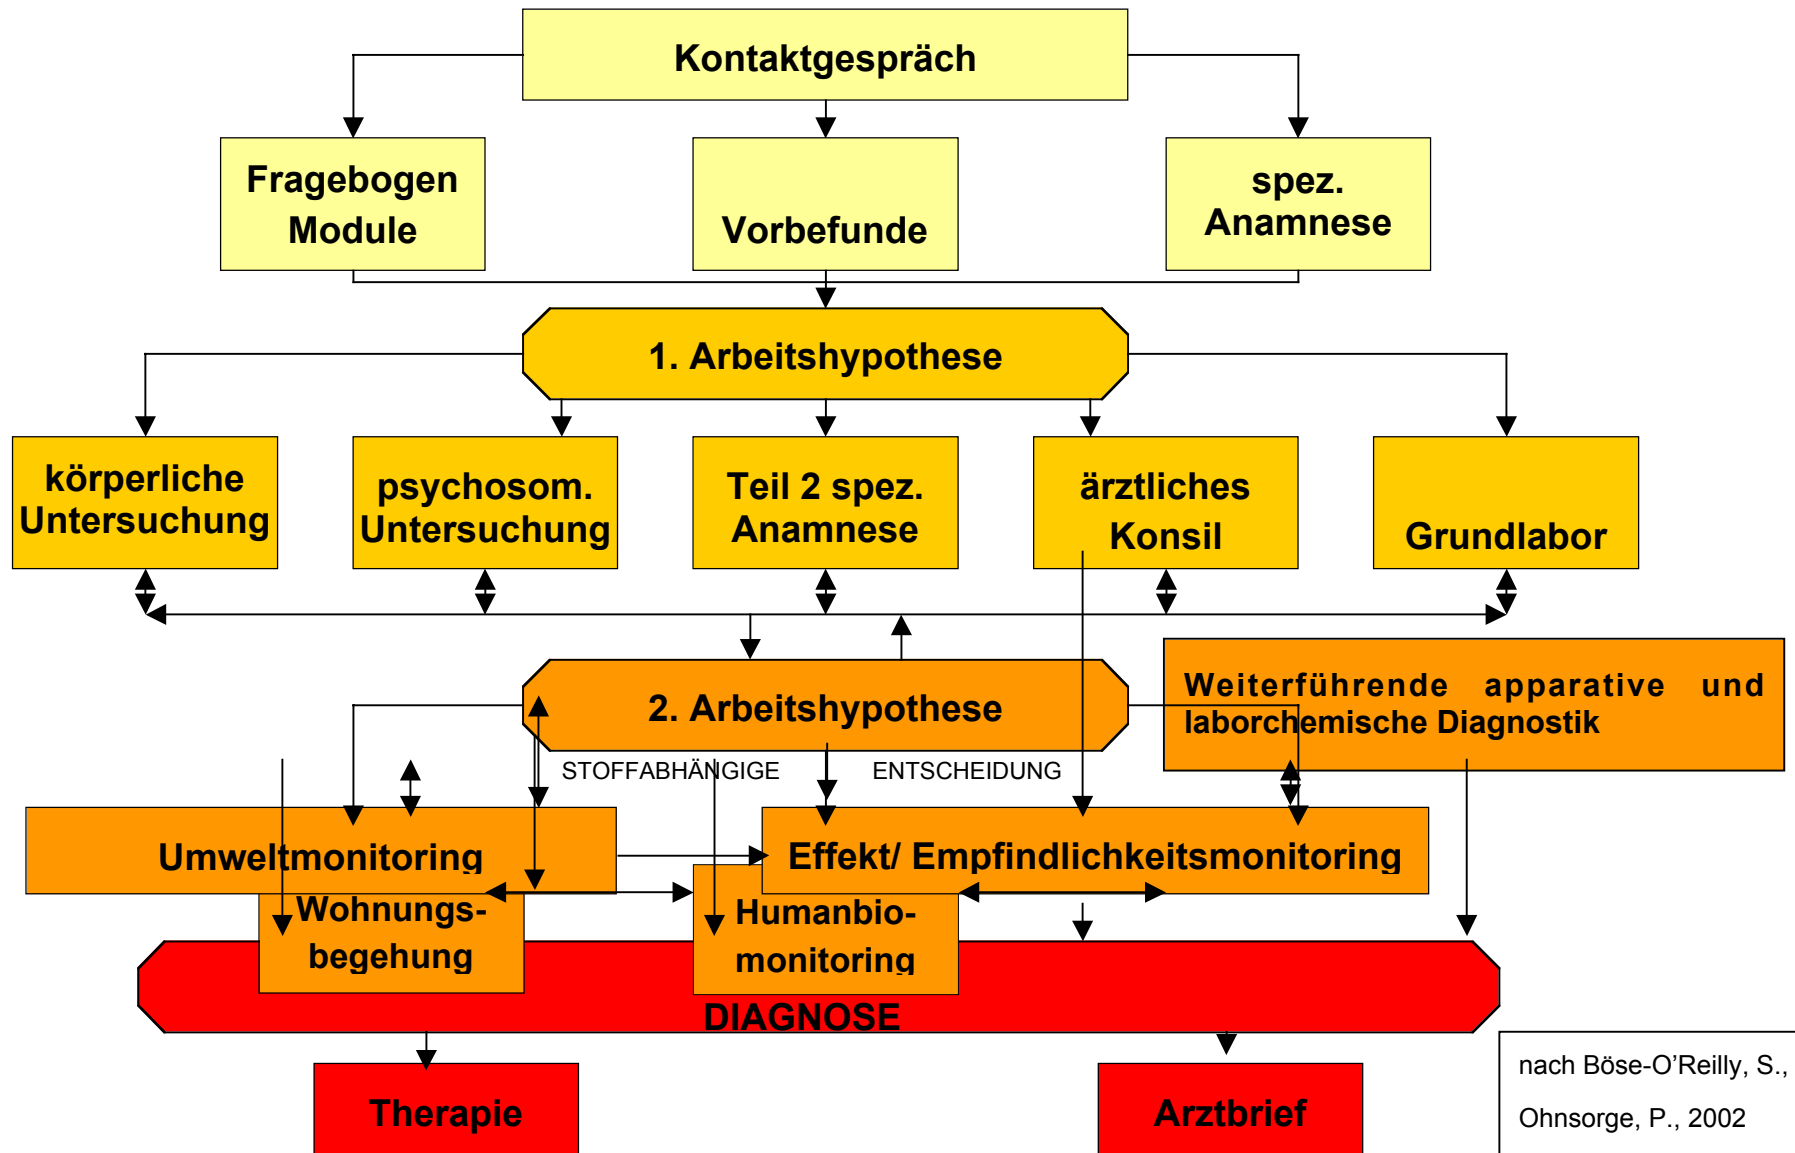 Kontaktgespräch
Fragebogen
Module
Vorbefunde
spez.
Anamnese
1. Arbeitshypothese
körperliche
Untersuchung
psychosom.
Untersuchung
Teil 2 spez.
Anamnese
ärztliches
Konsil
Grundlabor
2. Arbeitshypothese
Weiterführende apparative und
laborchemische Diagnostik
STOFFABHÄNGIGE ENTSCHEIDUNG
Umweltmonitoring
Effekt/ Empfindlichkeitsmonitoring
Wohnungs-
begehung
Humanbio-
monitoring
DIAGNOSE
Therapie
Arztbrief
nach Böse-O'Reilly, S.,
Ohnsorge, P., 2002